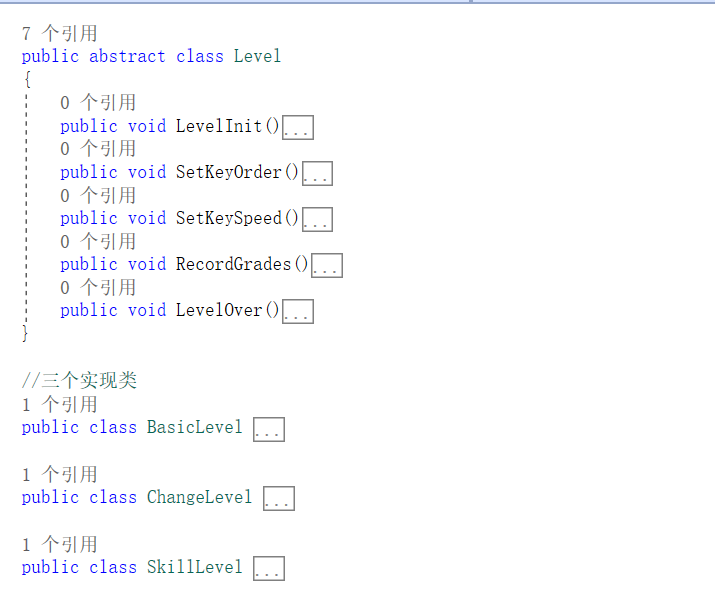 7 个引用
public abstract class Level
{
0 个引用
public void LevelInit()...
0 个引用
public void SetKeyOrder()...
0 个引用
public void SetKeySpeed()...
0 个引用
public void RecordGrades()...
0 个引用
public void LevelOver()...
}
//三个实现类
1 个引用
public class BasicLevel ...
1 个引用
public class ChangeLevel ...
1 个引用
public class SkillLevel ...